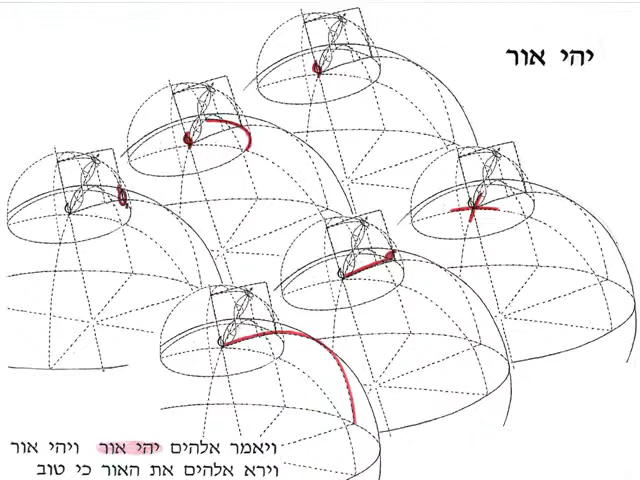 יהי אור
ויאמר אלהים יהי אור ויהי אור
וירא אלהים את האור כי טוב